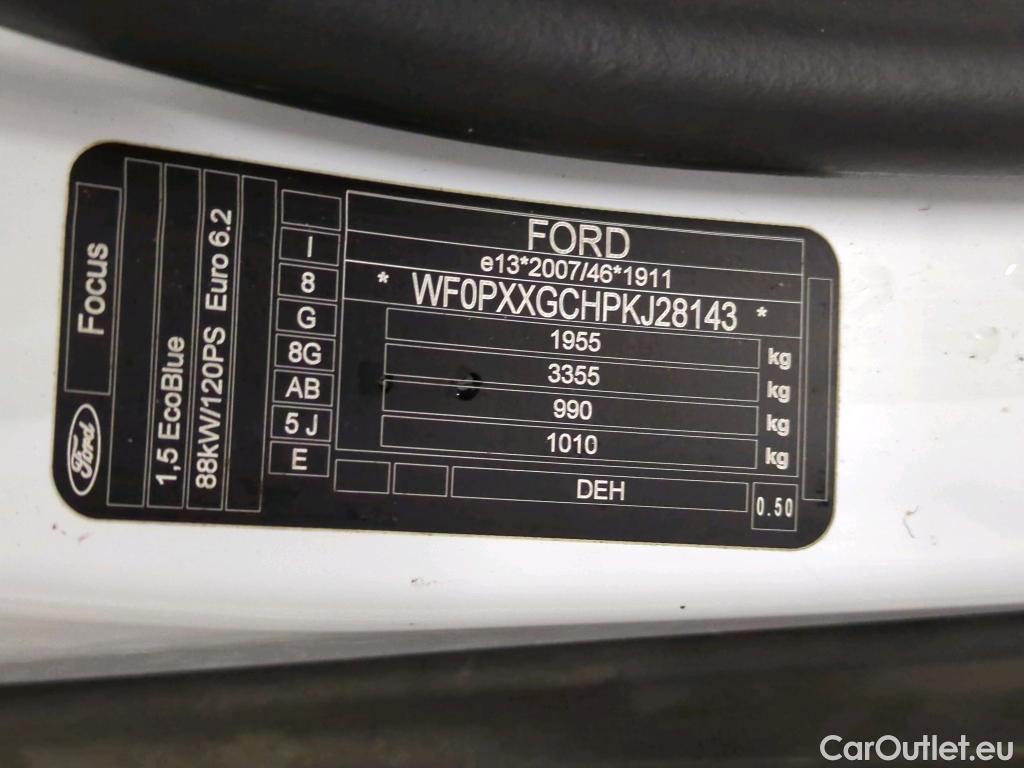 Focus
Ford
1,5 EcoBlue
88kW/120PS Euro 6.2
I
8
G
8G
AB
5 J
E
FORD
e13*2007/46*1911
* WF0PXXGCHPKJ28143 *
1955 kg
3355 kg
990 kg
1010 kg
DEH
0.50
CarOutlet.eu